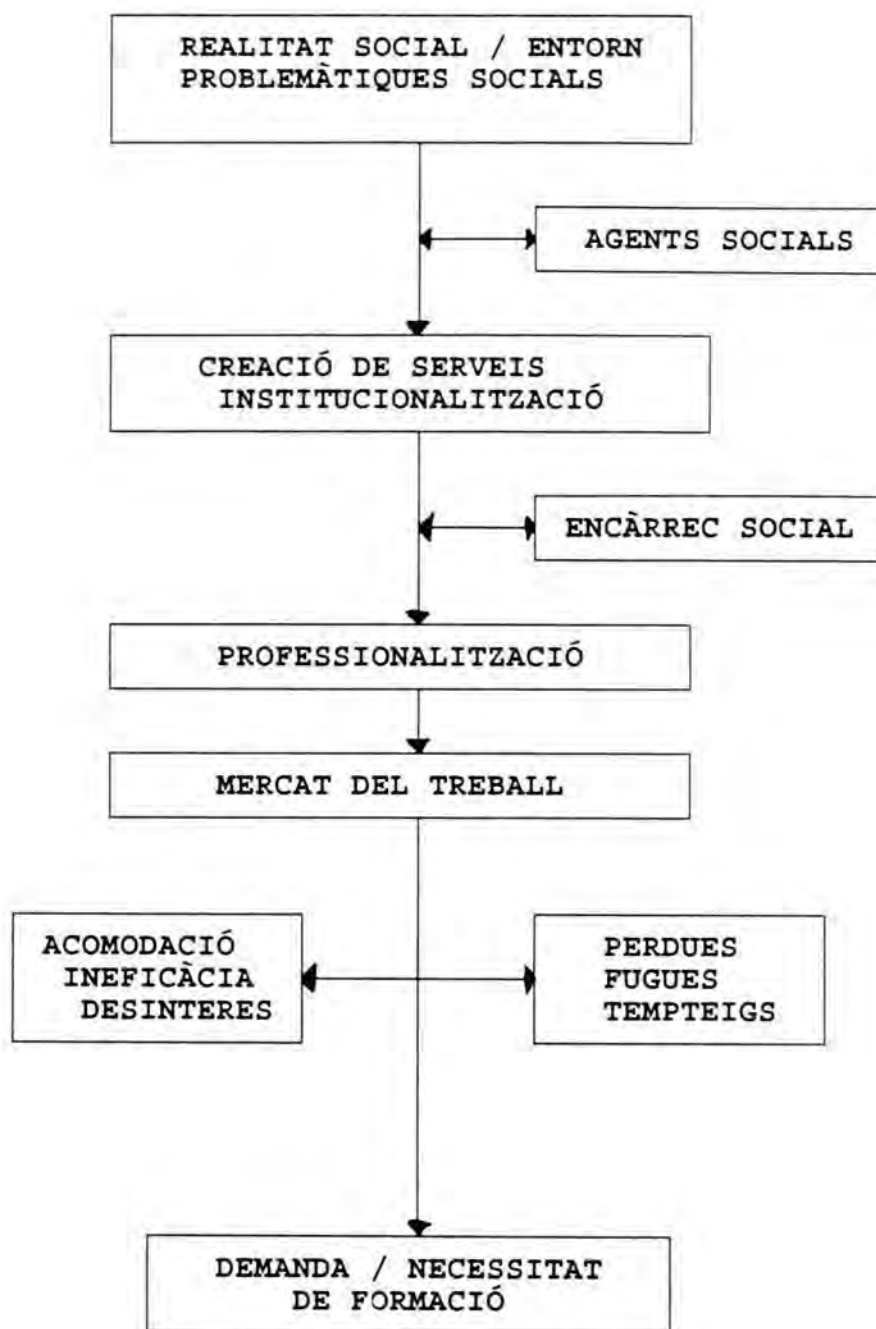 REALITAT SOCIAL / ENTORN
PROBLEMÀTIQUES SOCIALS
AGENTS SOCIALS
CREACIÓ DE SERVEIS
INSTITUCIONALITZACIÓ
ENCÀRREC SOCIAL
PROFESSIONALITZACIÓ
MERCAT DEL TREBALL
ACOMODACIÓ
INEFICÀCIA
DESINTERES
PERDUES
FUGUES
TEMPTEIGS
DEMANDA / NECESSITAT
DE FORMACIÓ